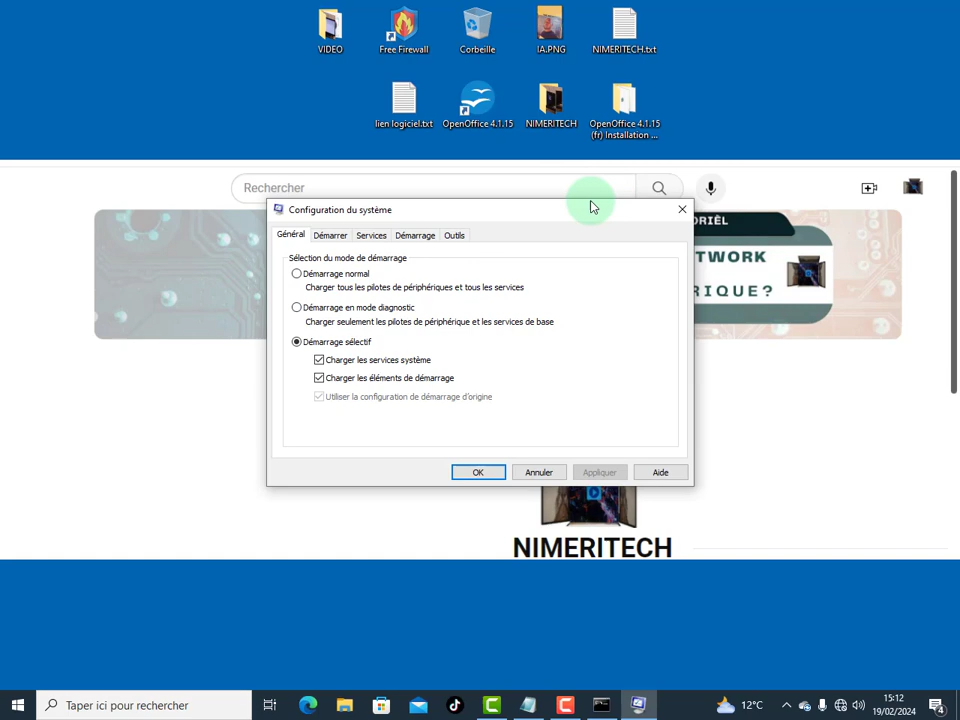 VIDEO
Free Firewall
Corbeille
IA.PNG
NIMERITECH.txt
lien logiciel.txt
OpenOffice 4.1.15
NIMERITECH
OpenOffice 4.1.15
(fr) Installation ...
Rechercher
Configuration du système
Général
Démarrer
Services
Démarrage
Outils
Sélection du mode de démarrage
Démarrage normal
Charger tous les pilotes de périphériques et tous les services
Démarrage en mode diagnostic
Charger seulement les pilotes de périphérique et les services de base
Démarrage sélectif
Charger les services système
Charger les éléments de démarrage
Utiliser la configuration de démarrage d'origine
OK
Annuler
Appliquer
Aide
RIÈL
TWORK
RIQUE?
NIMERITECH
Taper ici pour rechercher
12°C
15:12
19/02/2024
4